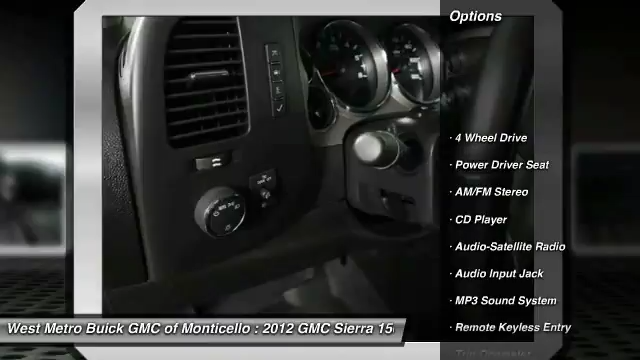 Options
· 4 Wheel Drive
· Power Driver Seat
· AM/FM Stereo
· CD Player
· Audio-Satellite Radio
· Audio Input Jack
· MP3 Sound System
· Remote Keyless Entry
West Metro Buick GMC of Monticello : 2012 GMC Sierra 15